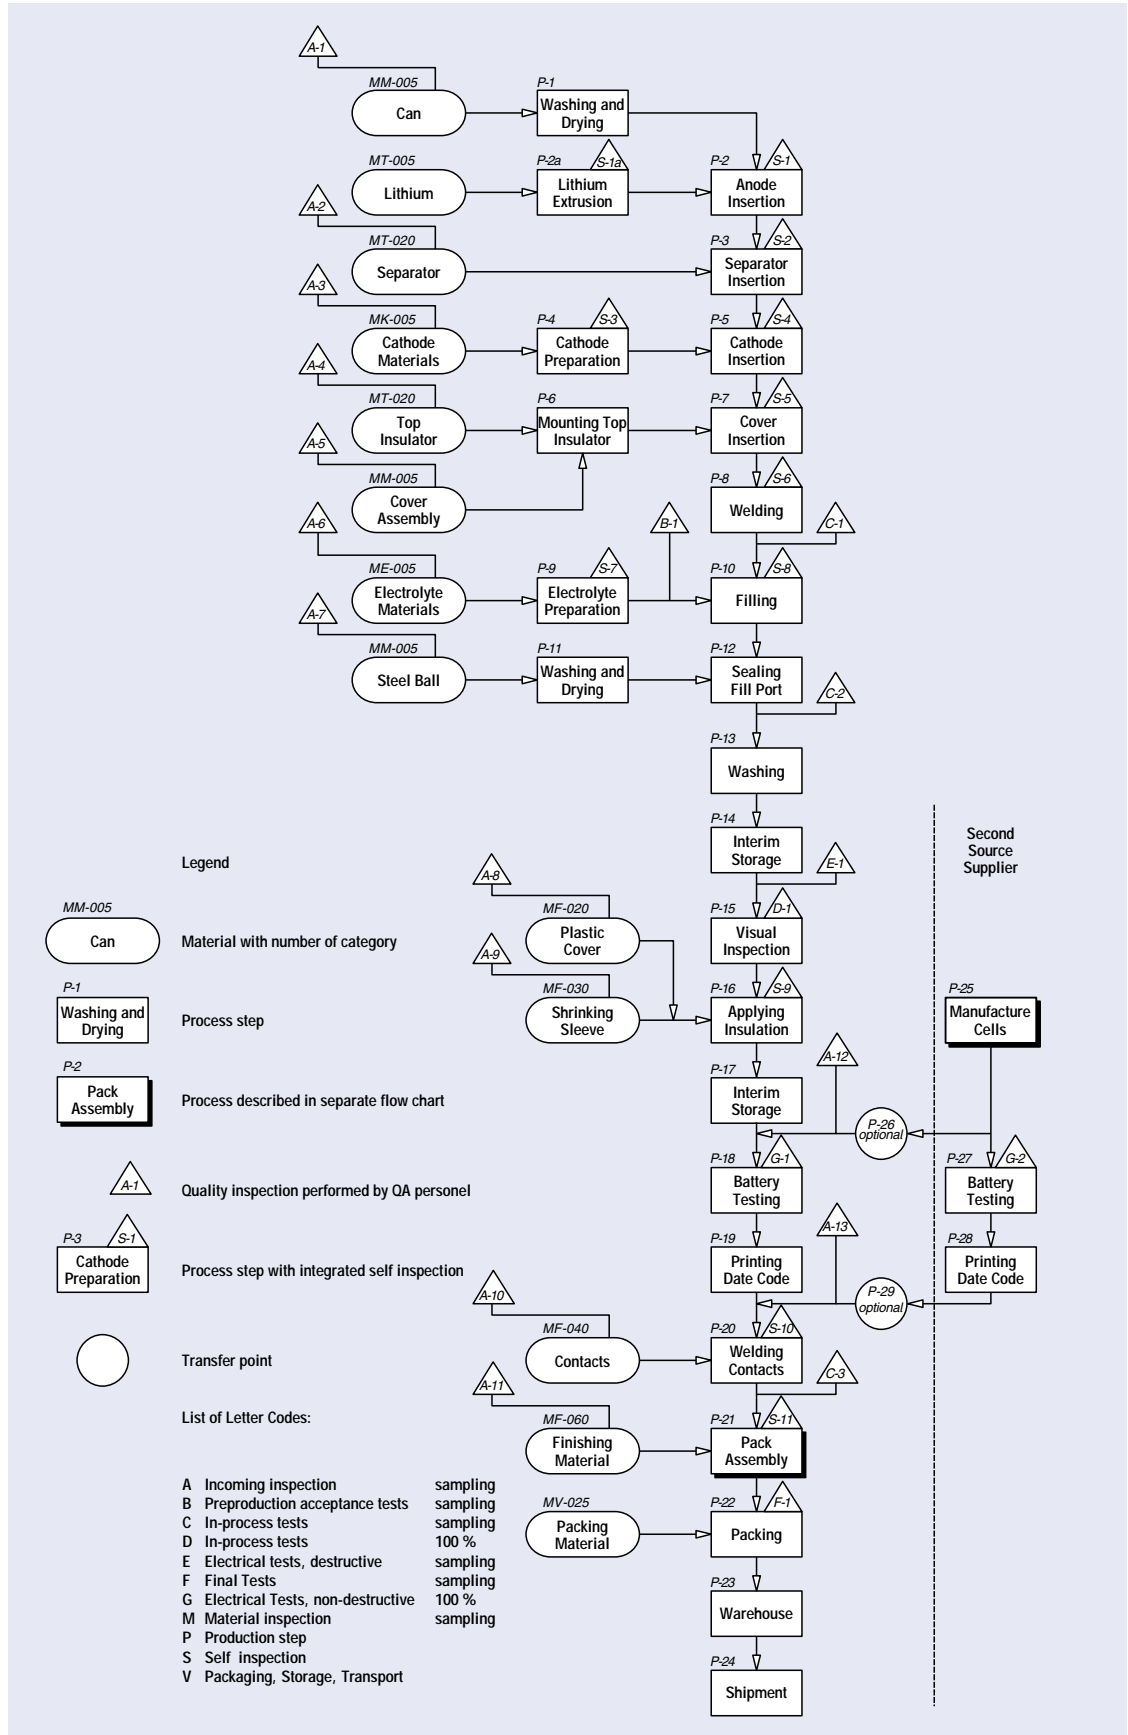 A-1
MM-005
Can
P-1
Washing and
Drying
MT-005
Lithium
P-2a
S-1a
Lithium
Extrusion
P-2
S-1
Anode
Insertion
A-2
MT-020
Separator
P-3
S-2
Separator
Insertion
A-3
MK-005
Cathode
Materials
P-4
S-3
Cathode
Preparation
P-5
S-4
Cathode
Insertion
A-4
MT-020
Top
Insulator
P-6
Mounting Top
Insulator
P-7
S-5
Cover
Insertion
A-5
MM-005
Cover
Assembly
P-8
S-6
Welding
A-6
B-1
C-1
ME-005
Electrolyte
Materials
P-9
S-7
Electrolyte
Preparation
P-10
S-8
Filling
A-7
MM-005
Steel Ball
P-11
Washing and
Drying
P-12
Sealing
Fill Port
C-2
P-13
Washing
P-14
Interim
Storage
E-1
Second
Source
Supplier
A-8
MF-020
Plastic
Cover
P-15
D-1
Visual
Inspection
A-9
MF-030
Shrinking
Sleeve
P-16
S-9
Applying
Insulation
P-25
Manufacture
Cells
A-12
P-17
Interim
Storage
P-26
optional
P-18
G-1
Battery
Testing
P-27
G-2
Battery
Testing
A-13
P-19
Printing
Date Code
P-28
Printing
Date Code
P-29
optional
A-10
MF-040
Contacts
P-20
S-10
Welding
Contacts
C-3
A-11
MF-060
Finishing
Material
P-21
S-11
Pack
Assembly
MV-025
Packing
Material
P-22
F-1
Packing
P-23
Warehouse
P-24
Shipment
Legend
MM-005
Can
Material with number of category
P-1
Washing and
Drying
Process step
P-2
Pack
Assembly
Process described in separate flow chart
A-1
Quality inspection performed by QA personel
P-3
S-1
Cathode
Preparation
Process step with integrated self inspection
Transfer point
List of Letter Codes:
A Incoming inspection sampling
B Preproduction acceptance tests sampling
C In-process tests sampling
D In-process tests 100 %
E Electrical tests, destructive sampling
F Final Tests sampling
G Electrical Tests, non-destructive 100 %
M Material inspection sampling
P Production step
S Self inspection
V Packaging, Storage, Transport